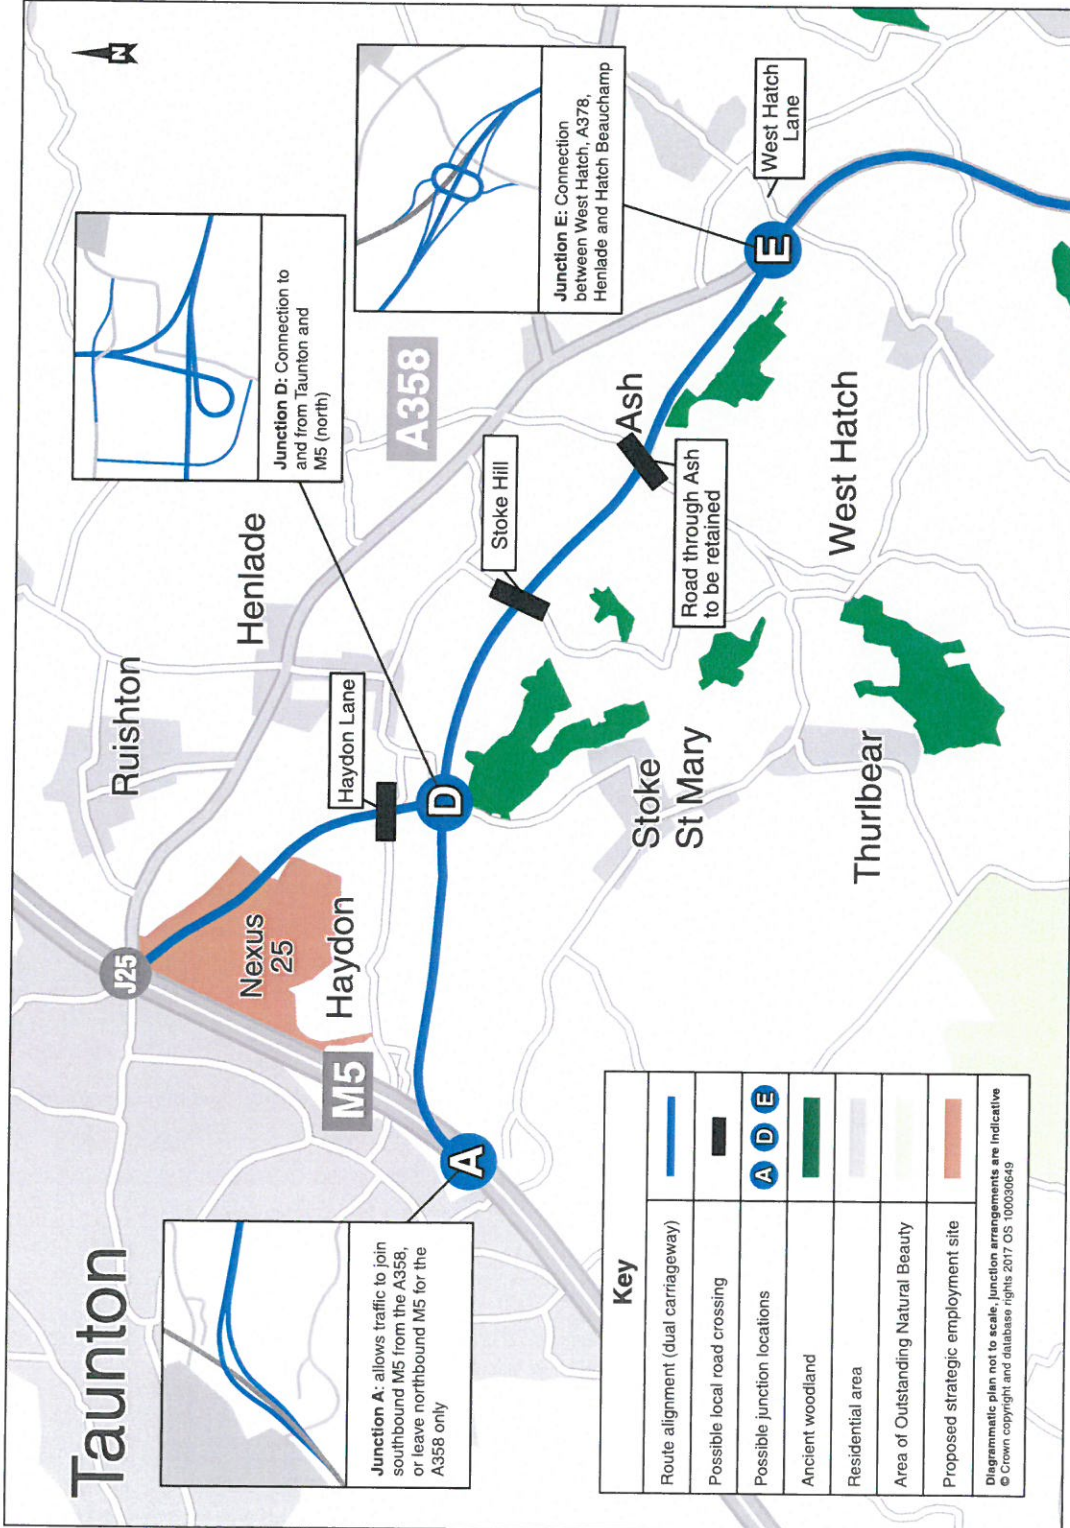 Taunton
N
Junction A: allows traffic to join
southbound M5 from the A358,
or leave northbound M5 for the
A358 only
Junction D: Connection to
and from Taunton and
M5 (north)
Junction E: Connection
between West Hatch, A378,
Henlade and Hatch Beauchamp
J25
M5
Nexus
25
Haydon
Ruishton
Henlade
Haydon Lane
A358
A
D
E
Stoke Hill
Ash
Road through Ash
to be retained
West Hatch
Lane
Stoke
St Mary
Thurlbear
West Hatch
Key
Route alignment (dual carriageway)
Possible local road crossing
Possible junction locations
A D E
Ancient woodland
Residential area
Area of Outstanding Natural Beauty
Proposed strategic employment site
Diagrammatic plan not to scale, junction arrangements are indicative
© Crown copyright and database rights 2017 OS 100030649